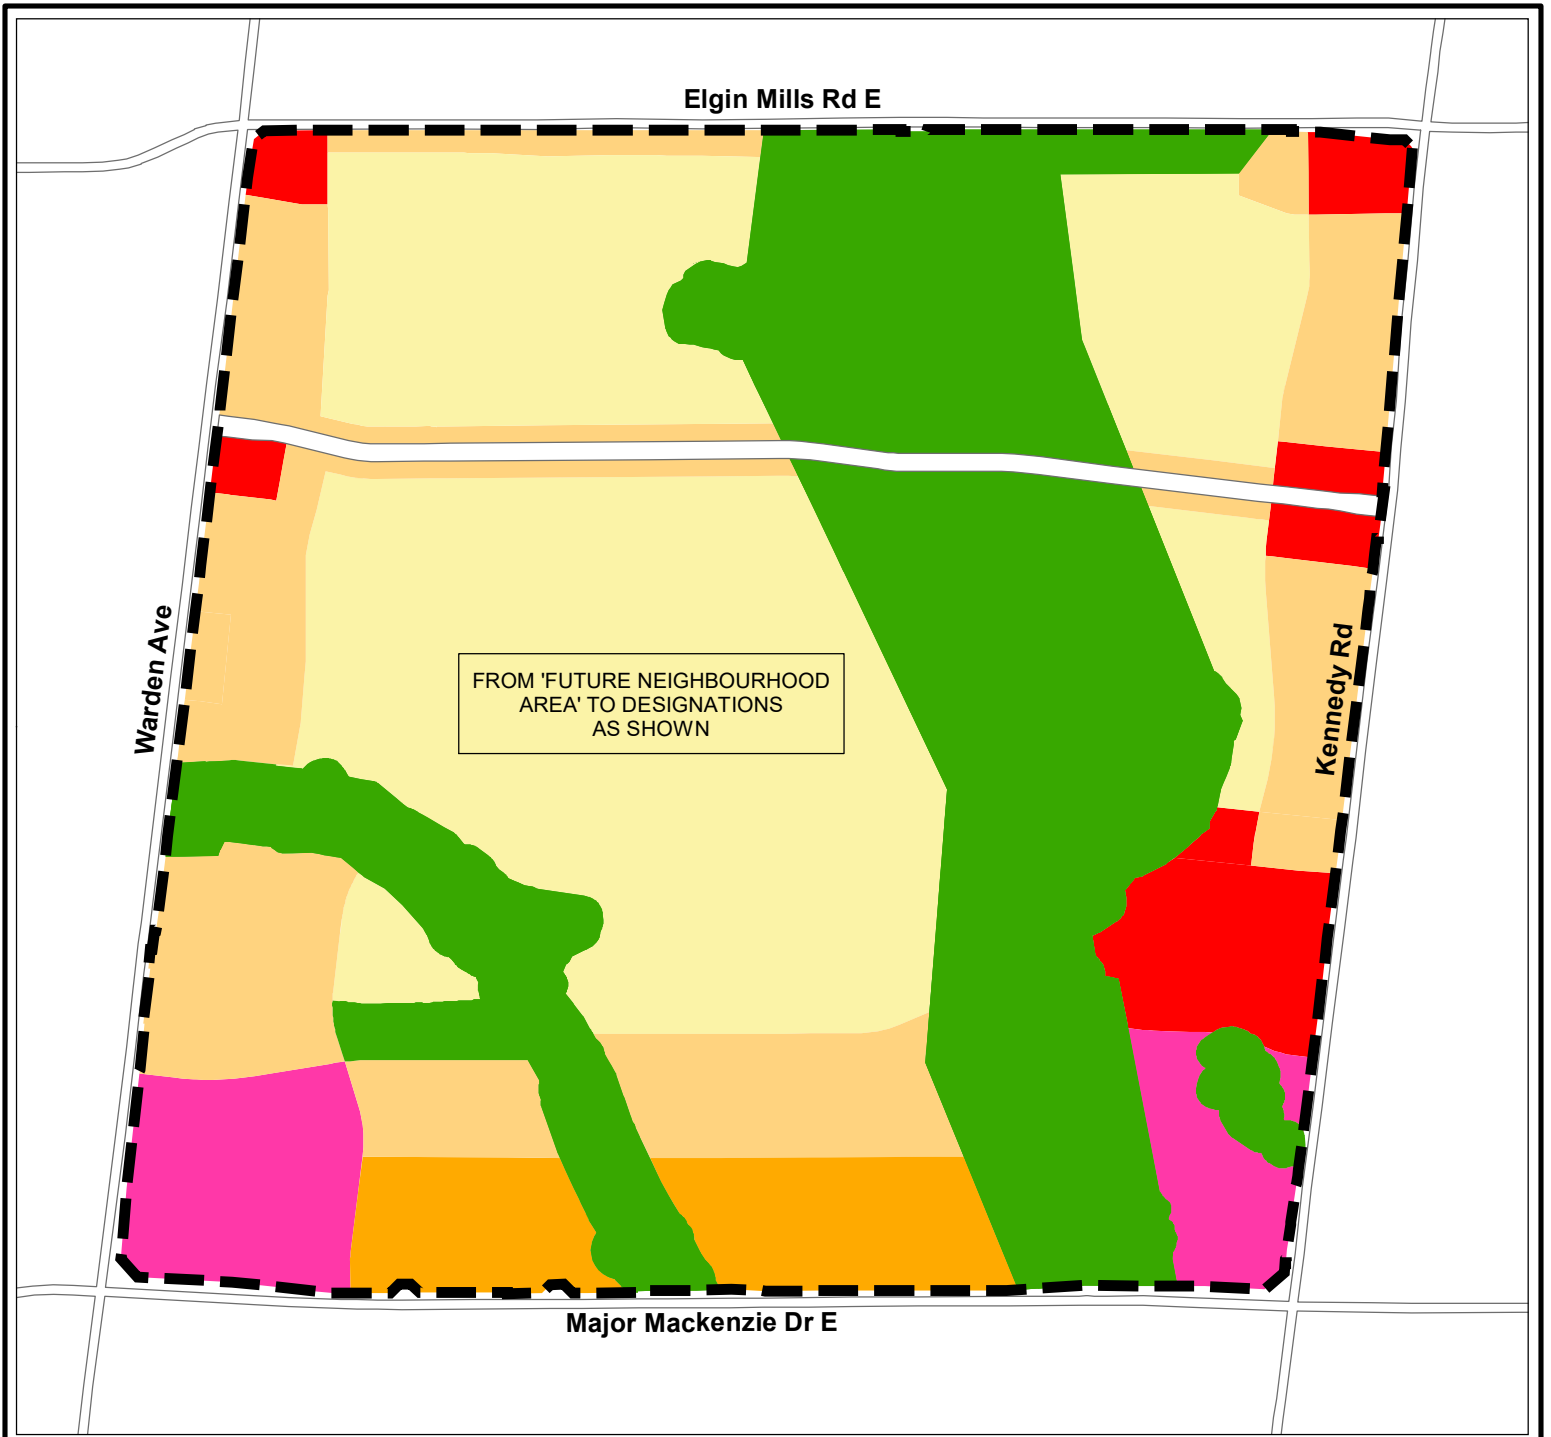 Elgin Mills Rd E
Warden Ave
FROM 'FUTURE NEIGHBOURHOOD
AREA' TO DESIGNATIONS
AS SHOWN
Kennedy Rd
Major Mackenzie Dr E